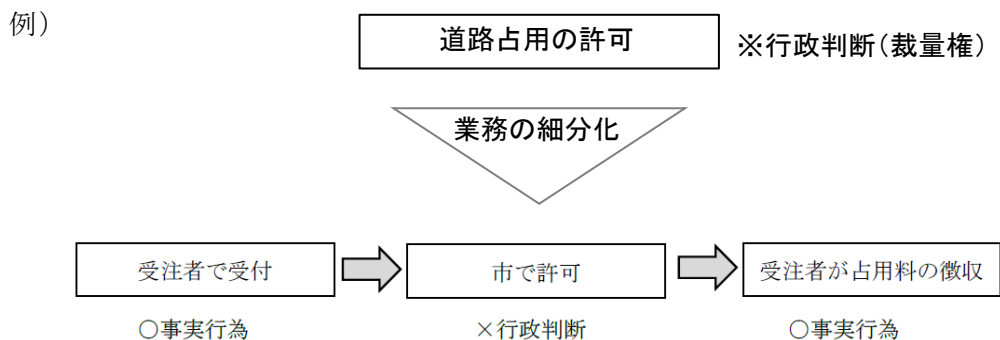 例）
道路占用の許可
※行政判断（裁量権）
業務の細分化
受注者で受付
市で許可
受注者が占用料の徴収
○事実行為
×行政判断
○事実行為